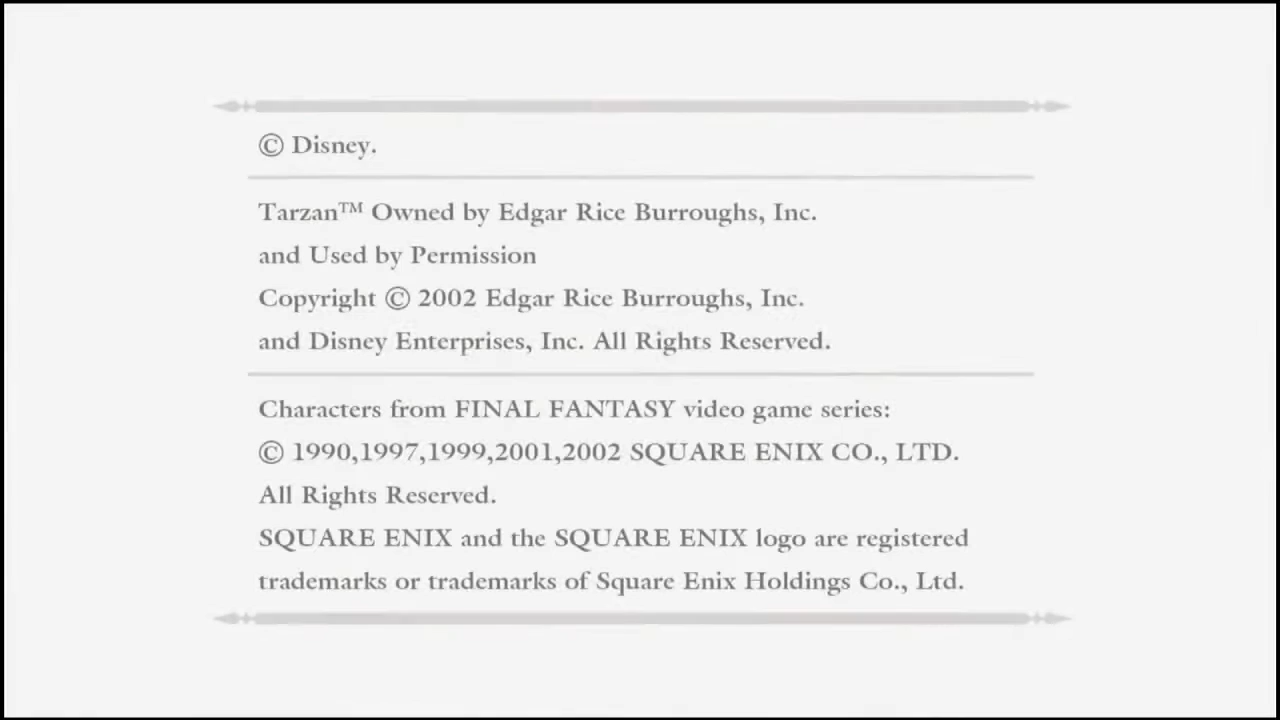 © Disney.
Tarzan™ Owned by Edgar Rice Burroughs, Inc.
and Used by Permission
Copyright © 2002 Edgar Rice Burroughs, Inc.
and Disney Enterprises, Inc. All Rights Reserved.
Characters from FINAL FANTASY video game series:
© 1990,1997,1999,2001,2002 SQUARE ENIX CO., LTD.
All Rights Reserved.
SQUARE ENIX and the SQUARE ENIX logo are registered
trademarks or trademarks of Square Enix Holdings Co., Ltd.